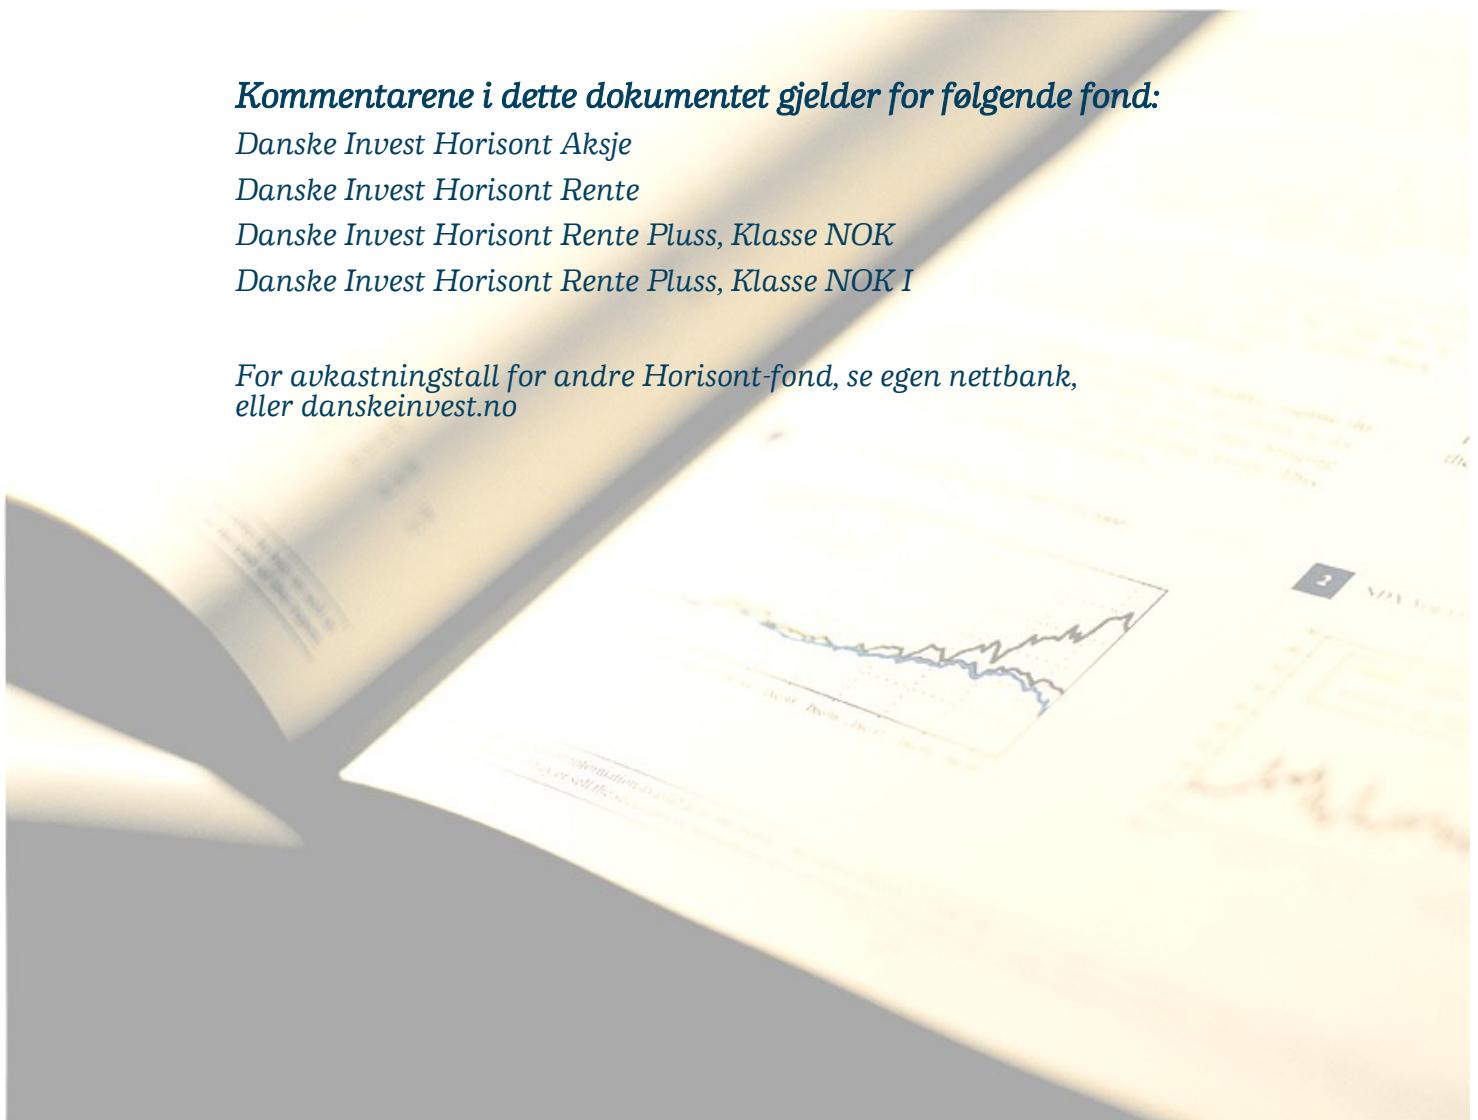 Kommentarene i dette dokumentet gjelder for følgende fond:
Danske Invest Horisont Aksje
Danske Invest Horisont Rente
Danske Invest Horisont Rente Pluss, Klasse NOK
Danske Invest Horisont Rente Pluss, Klasse NOK I
For avkastningstall for andre Horisont-fond, se egen nettbank,
eller danskeinvest.no
2